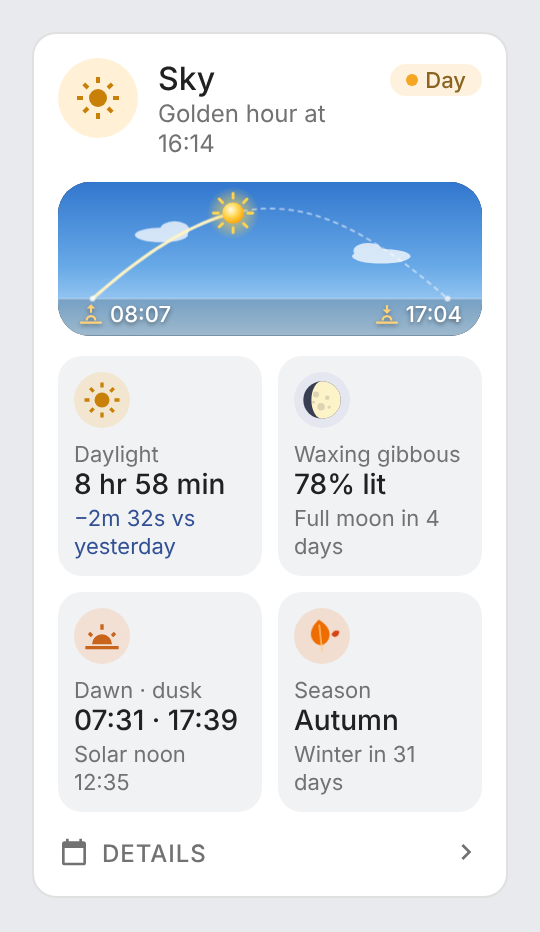 Sky
Day
Golden hour at
16:14
08:07
17:04
Daylight
8 hr 58 min
−2m 32s vs
yesterday
Waxing gibbous
78% lit
Full moon in 4
days
Dawn · dusk
07:31 · 17:39
Solar noon
12:35
Season
Autumn
Winter in 31
days
DETAILS